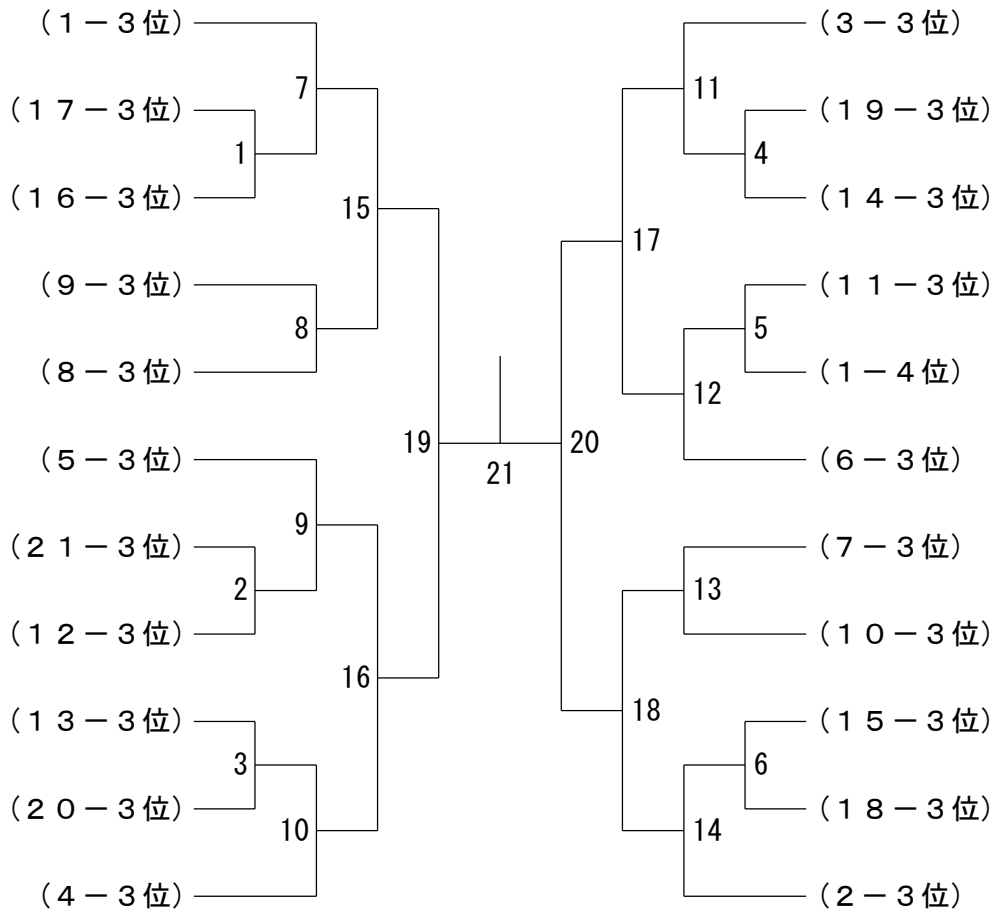 （１－３位）
（１７－３位）
（１６－３位）
（９－３位）
（８－３位）
（５－３位）
（２１－３位）
（１２－３位）
（１３－３位）
（２０－３位）
（４－３位）
1
2
3
7
8
9
10
15
16
19
21
20
17
18
11
12
13
14
4
5
6
（３－３位）
（１９－３位）
（１４－３位）
（１１－３位）
（１－４位）
（６－３位）
（７－３位）
（１０－３位）
（１５－３位）
（１８－３位）
（２－３位）